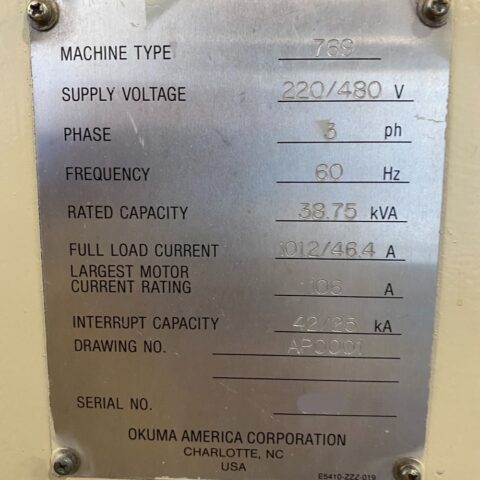 MACHINE TYPE 769
SUPPLY VOLTAGE 220/480 V
PHASE 3 ph
FREQUENCY 60 Hz
RATED CAPACITY 38.75 kVA
FULL LOAD CURRENT 101.2/46.4 A
LARGEST MOTOR
CURRENT RATING 106 A
INTERRUPT CAPACITY 42/25 kA
DRAWING NO. AP0001
SERIAL NO.
OKUMA AMERICA CORPORATION
CHARLOTTE, NC
USA
E5410-ZZZ-019